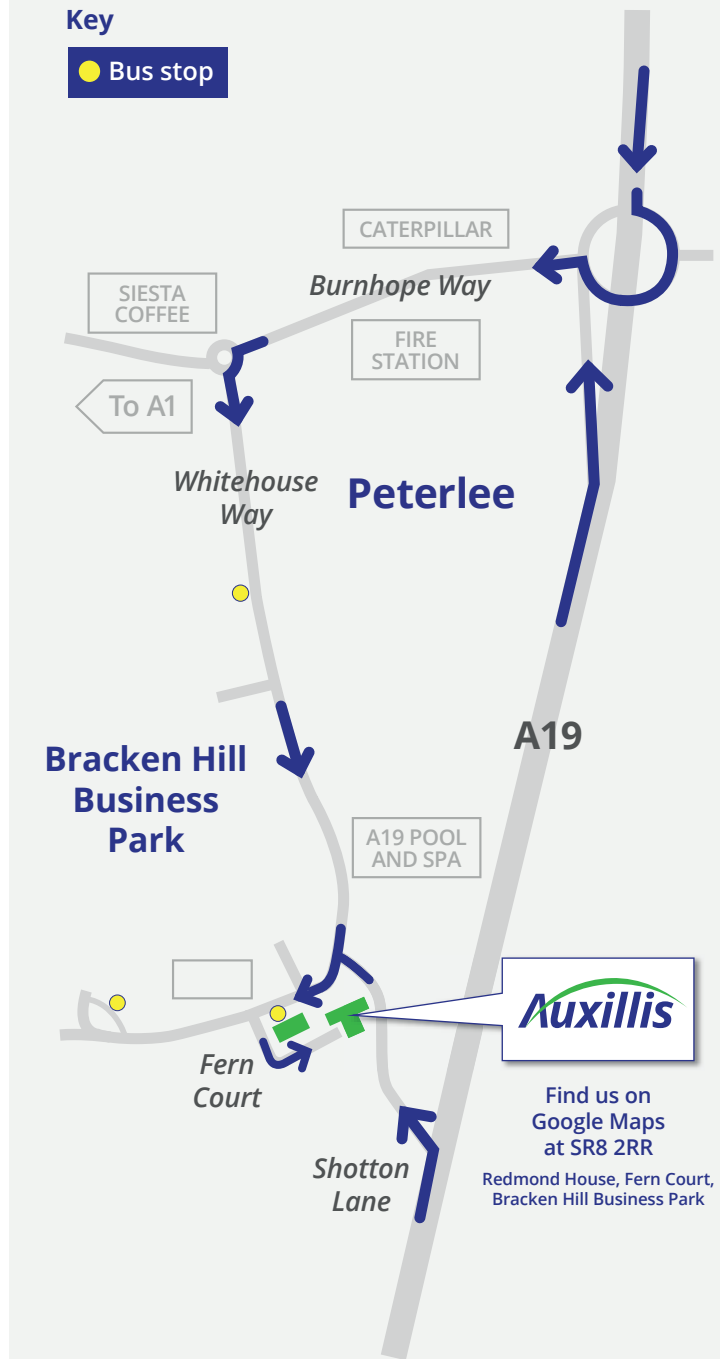 Key
Bus stop
CATERPILLAR
Burnhope Way
SIESTA
COFFEE
FIRE
STATION
To A1
Whitehouse
Way
Peterlee
A19
Bracken Hill
Business
Park
A19 POOL
AND SPA
Auxillis
Fern
Court
Find us on
Google Maps
at SR8 2RR
Redmond House, Fern Court,
Bracken Hill Business Park
Shotton
Lane